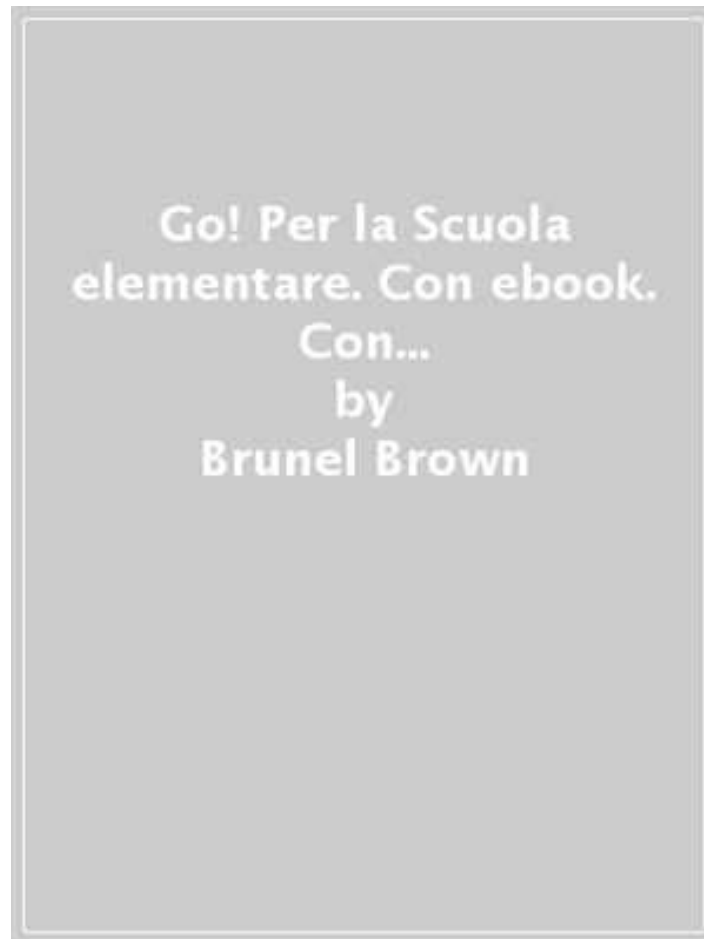 Go! Per la Scuola
elementare. Con ebook.
Con...
by
Brunel Brown